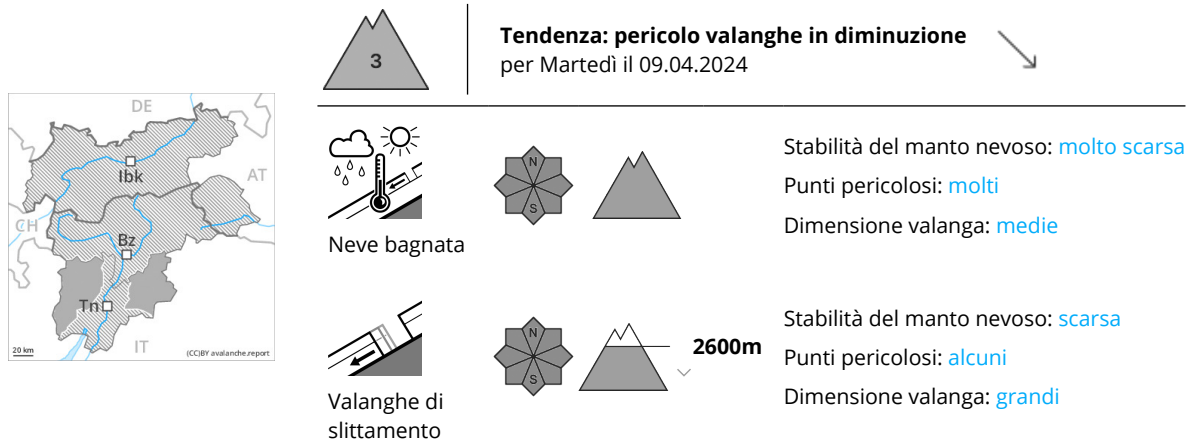 DE
Ibk
AT
CH
Bz
Tn
IT
20 km
(CC)BY avalanche.report
3
Tendenza: pericolo valanghe in diminuzione
per Martedì il 09.04.2024
Neve bagnata
N
S
Stabilità del manto nevoso: molto scarsa
Punti pericolosi: molti
Dimensione valanga: medie
Valanghe di
slittamento
N
S
2600m
Stabilità del manto nevoso: scarsa
Punti pericolosi: alcuni
Dimensione valanga: grandi